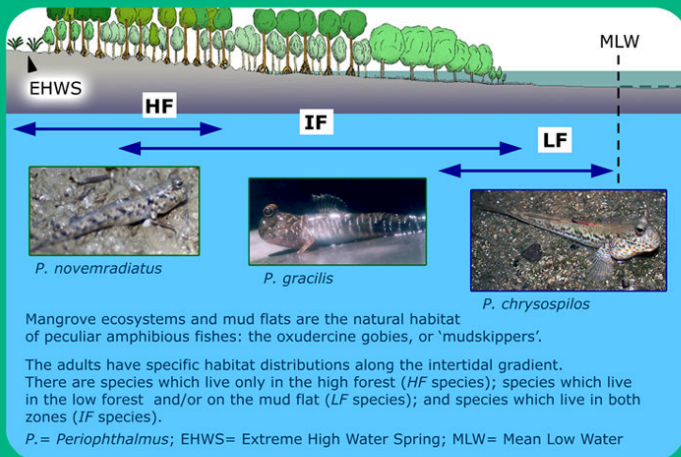 MLW
EHWS
HF
IF
LF
P. novemradiatus
P. gracilis
P. chrysospilos
Mangrove ecosystems and mud flats are the natural habitat
of peculiar amphibious fishes: the oxudercine gobies, or ‘mudskippers’.
The adults have specific habitat distributions along the intertidal gradient.
There are species which live only in the high forest (HF species); species which live
in the low forest and/or on the mud flat (LF species); and species which live in both
zones (IF species).
P.= Periophthalmus; EHWS= Extreme High Water Spring; MLW= Mean Low Water